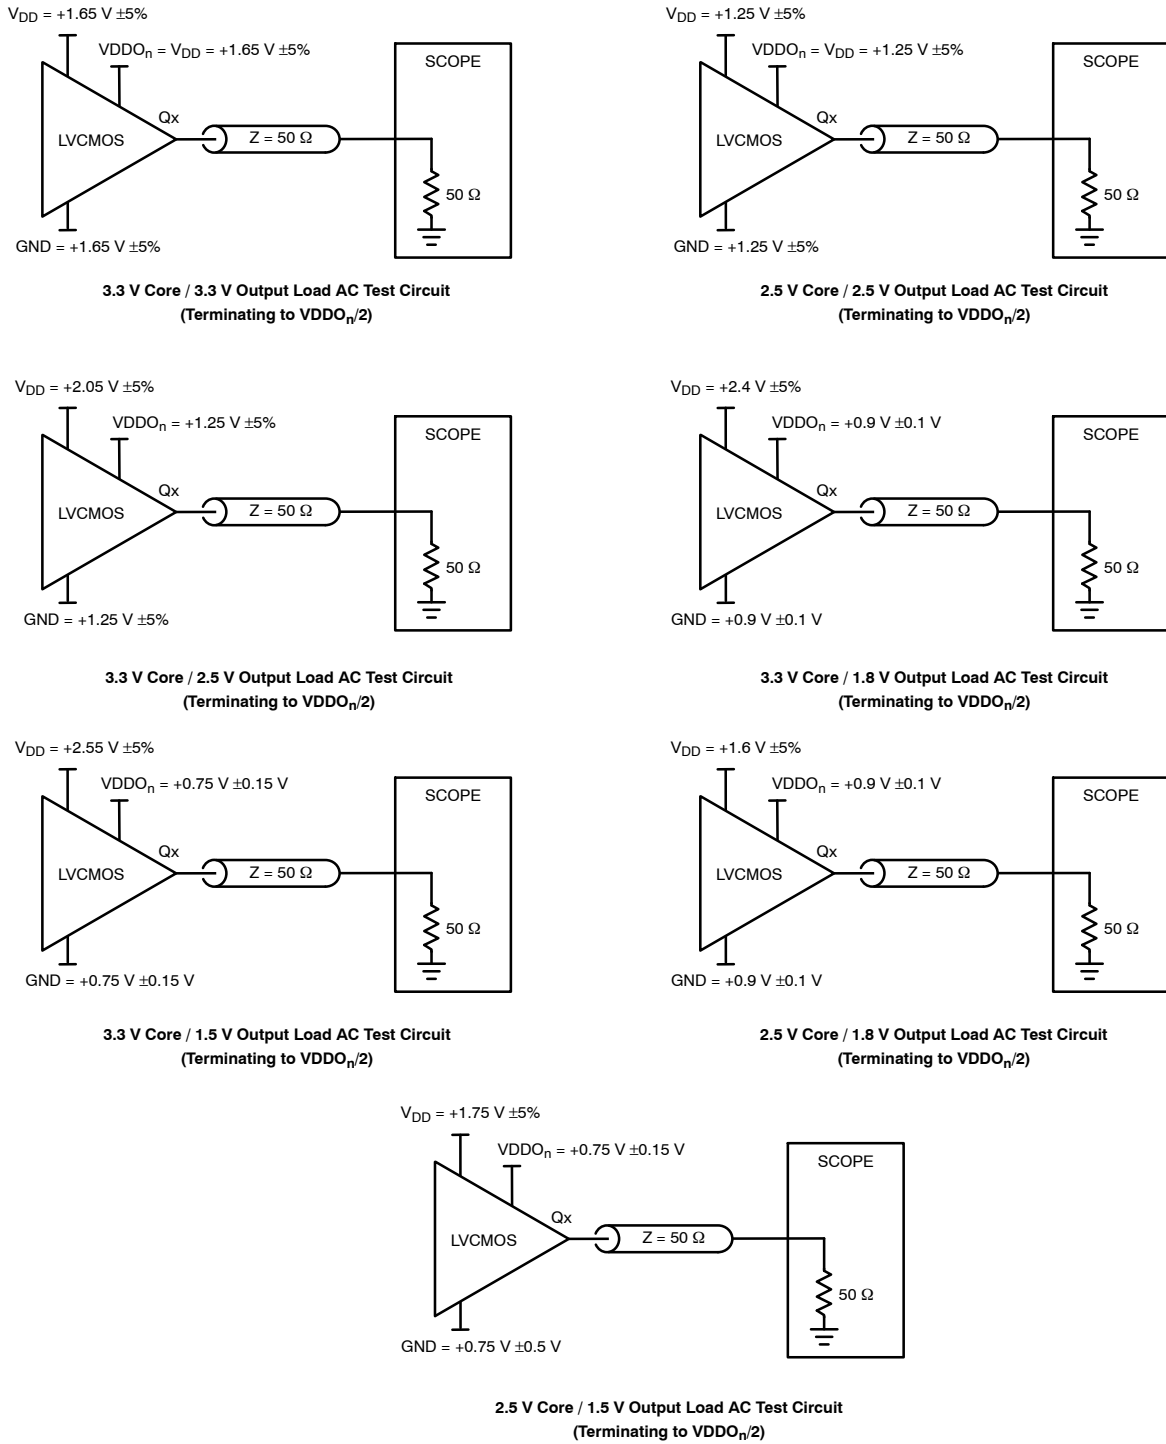 V_DD = +1.65 V ±5%
VDDO_n = V_DD = +1.65 V ±5%
SCOPE
Qx
LVCMOS
Z = 50 Ω
50 Ω
GND = +1.65 V ±5%
3.3 V Core / 3.3 V Output Load AC Test Circuit
(Terminating to VDDO_n/2)
V_DD = +1.25 V ±5%
VDDO_n = V_DD = +1.25 V ±5%
SCOPE
Qx
LVCMOS
Z = 50 Ω
50 Ω
GND = +1.25 V ±5%
2.5 V Core / 2.5 V Output Load AC Test Circuit
(Terminating to VDDO_n/2)
V_DD = +2.05 V ±5%
VDDO_n = +1.25 V ±5%
SCOPE
Qx
LVCMOS
Z = 50 Ω
50 Ω
GND = +1.25 V ±5%
3.3 V Core / 2.5 V Output Load AC Test Circuit
(Terminating to VDDO_n/2)
V_DD = +2.4 V ±5%
VDDO_n = +0.9 V ±0.1 V
SCOPE
Qx
LVCMOS
Z = 50 Ω
50 Ω
GND = +0.9 V ±0.1 V
3.3 V Core / 1.8 V Output Load AC Test Circuit
(Terminating to VDDO_n/2)
V_DD = +2.55 V ±5%
VDDO_n = +0.75 V ±0.15 V
SCOPE
Qx
LVCMOS
Z = 50 Ω
50 Ω
GND = +0.75 V ±0.15 V
3.3 V Core / 1.5 V Output Load AC Test Circuit
(Terminating to VDDO_n/2)
V_DD = +1.6 V ±5%
VDDO_n = +0.9 V ±0.1 V
SCOPE
Qx
LVCMOS
Z = 50 Ω
50 Ω
GND = +0.9 V ±0.1 V
2.5 V Core / 1.8 V Output Load AC Test Circuit
(Terminating to VDDO_n/2)
V_DD = +1.75 V ±5%
VDDO_n = +0.75 V ±0.15 V
SCOPE
Qx
LVCMOS
Z = 50 Ω
50 Ω
GND = +0.75 V ±0.5 V
2.5 V Core / 1.5 V Output Load AC Test Circuit
(Terminating to VDDO_n/2)